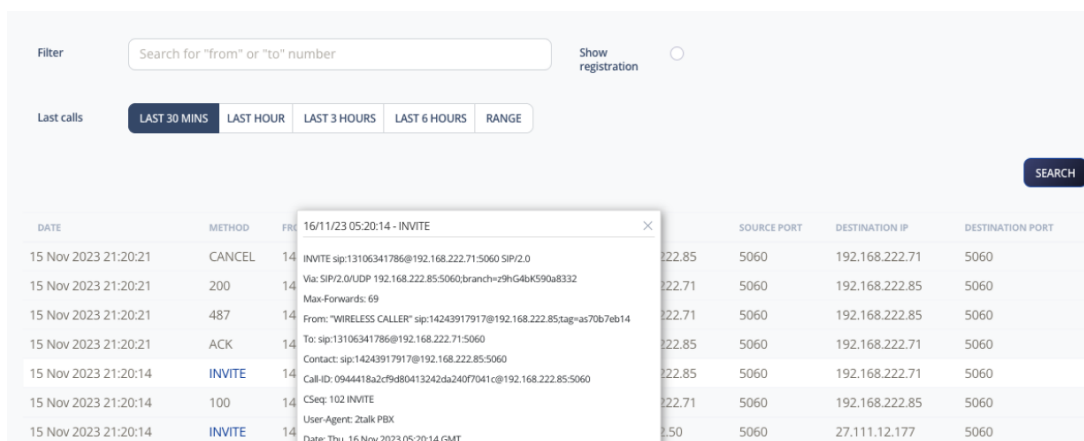 Filter Search for "from" or "to" number Show registration
Last calls LAST 30 MINS LAST HOUR LAST 3 HOURS LAST 6 HOURS RANGE
SEARCH
DATE METHOD SOURCE PORT DESTINATION IP DESTINATION PORT
16/11/23 05:20:14 - INVITE
INVITE sip:13106341786@192.168.222.71:5060 SIP/2.0
Via: SIP/2.0/UDP 192.168.222.85:5060;branch=z9hG4bK590a8332
Max-Forwards: 69
From: "WIRELESS CALLER" sip:14243917917@192.168.222.85;tag=as70b7eb14
To: sip:13106341786@192.168.222.71:5060
Contact: sip:14243917917@192.168.222.85:5060
Call-ID: 0944418a2cf9d80413242da240f7041c@192.168.222.85:5060
CSeq: 102 INVITE
User-Agent: 2talk PBX
Date: Thu, 16 Nov 2023 05:20:14 GMT
15 Nov 2023 21:20:21 CANCEL 14 222.85 5060 192.168.222.71 5060
15 Nov 2023 21:20:21 200 14 222.71 5060 192.168.222.85 5060
15 Nov 2023 21:20:21 487 14 222.71 5060 192.168.222.85 5060
15 Nov 2023 21:20:21 ACK 14 222.85 5060 192.168.222.71 5060
15 Nov 2023 21:20:14 INVITE 14 222.85 5060 192.168.222.71 5060
15 Nov 2023 21:20:14 100 14 222.71 5060 192.168.222.85 5060
15 Nov 2023 21:20:14 INVITE 14 2.50 5060 27.111.12.177 5060